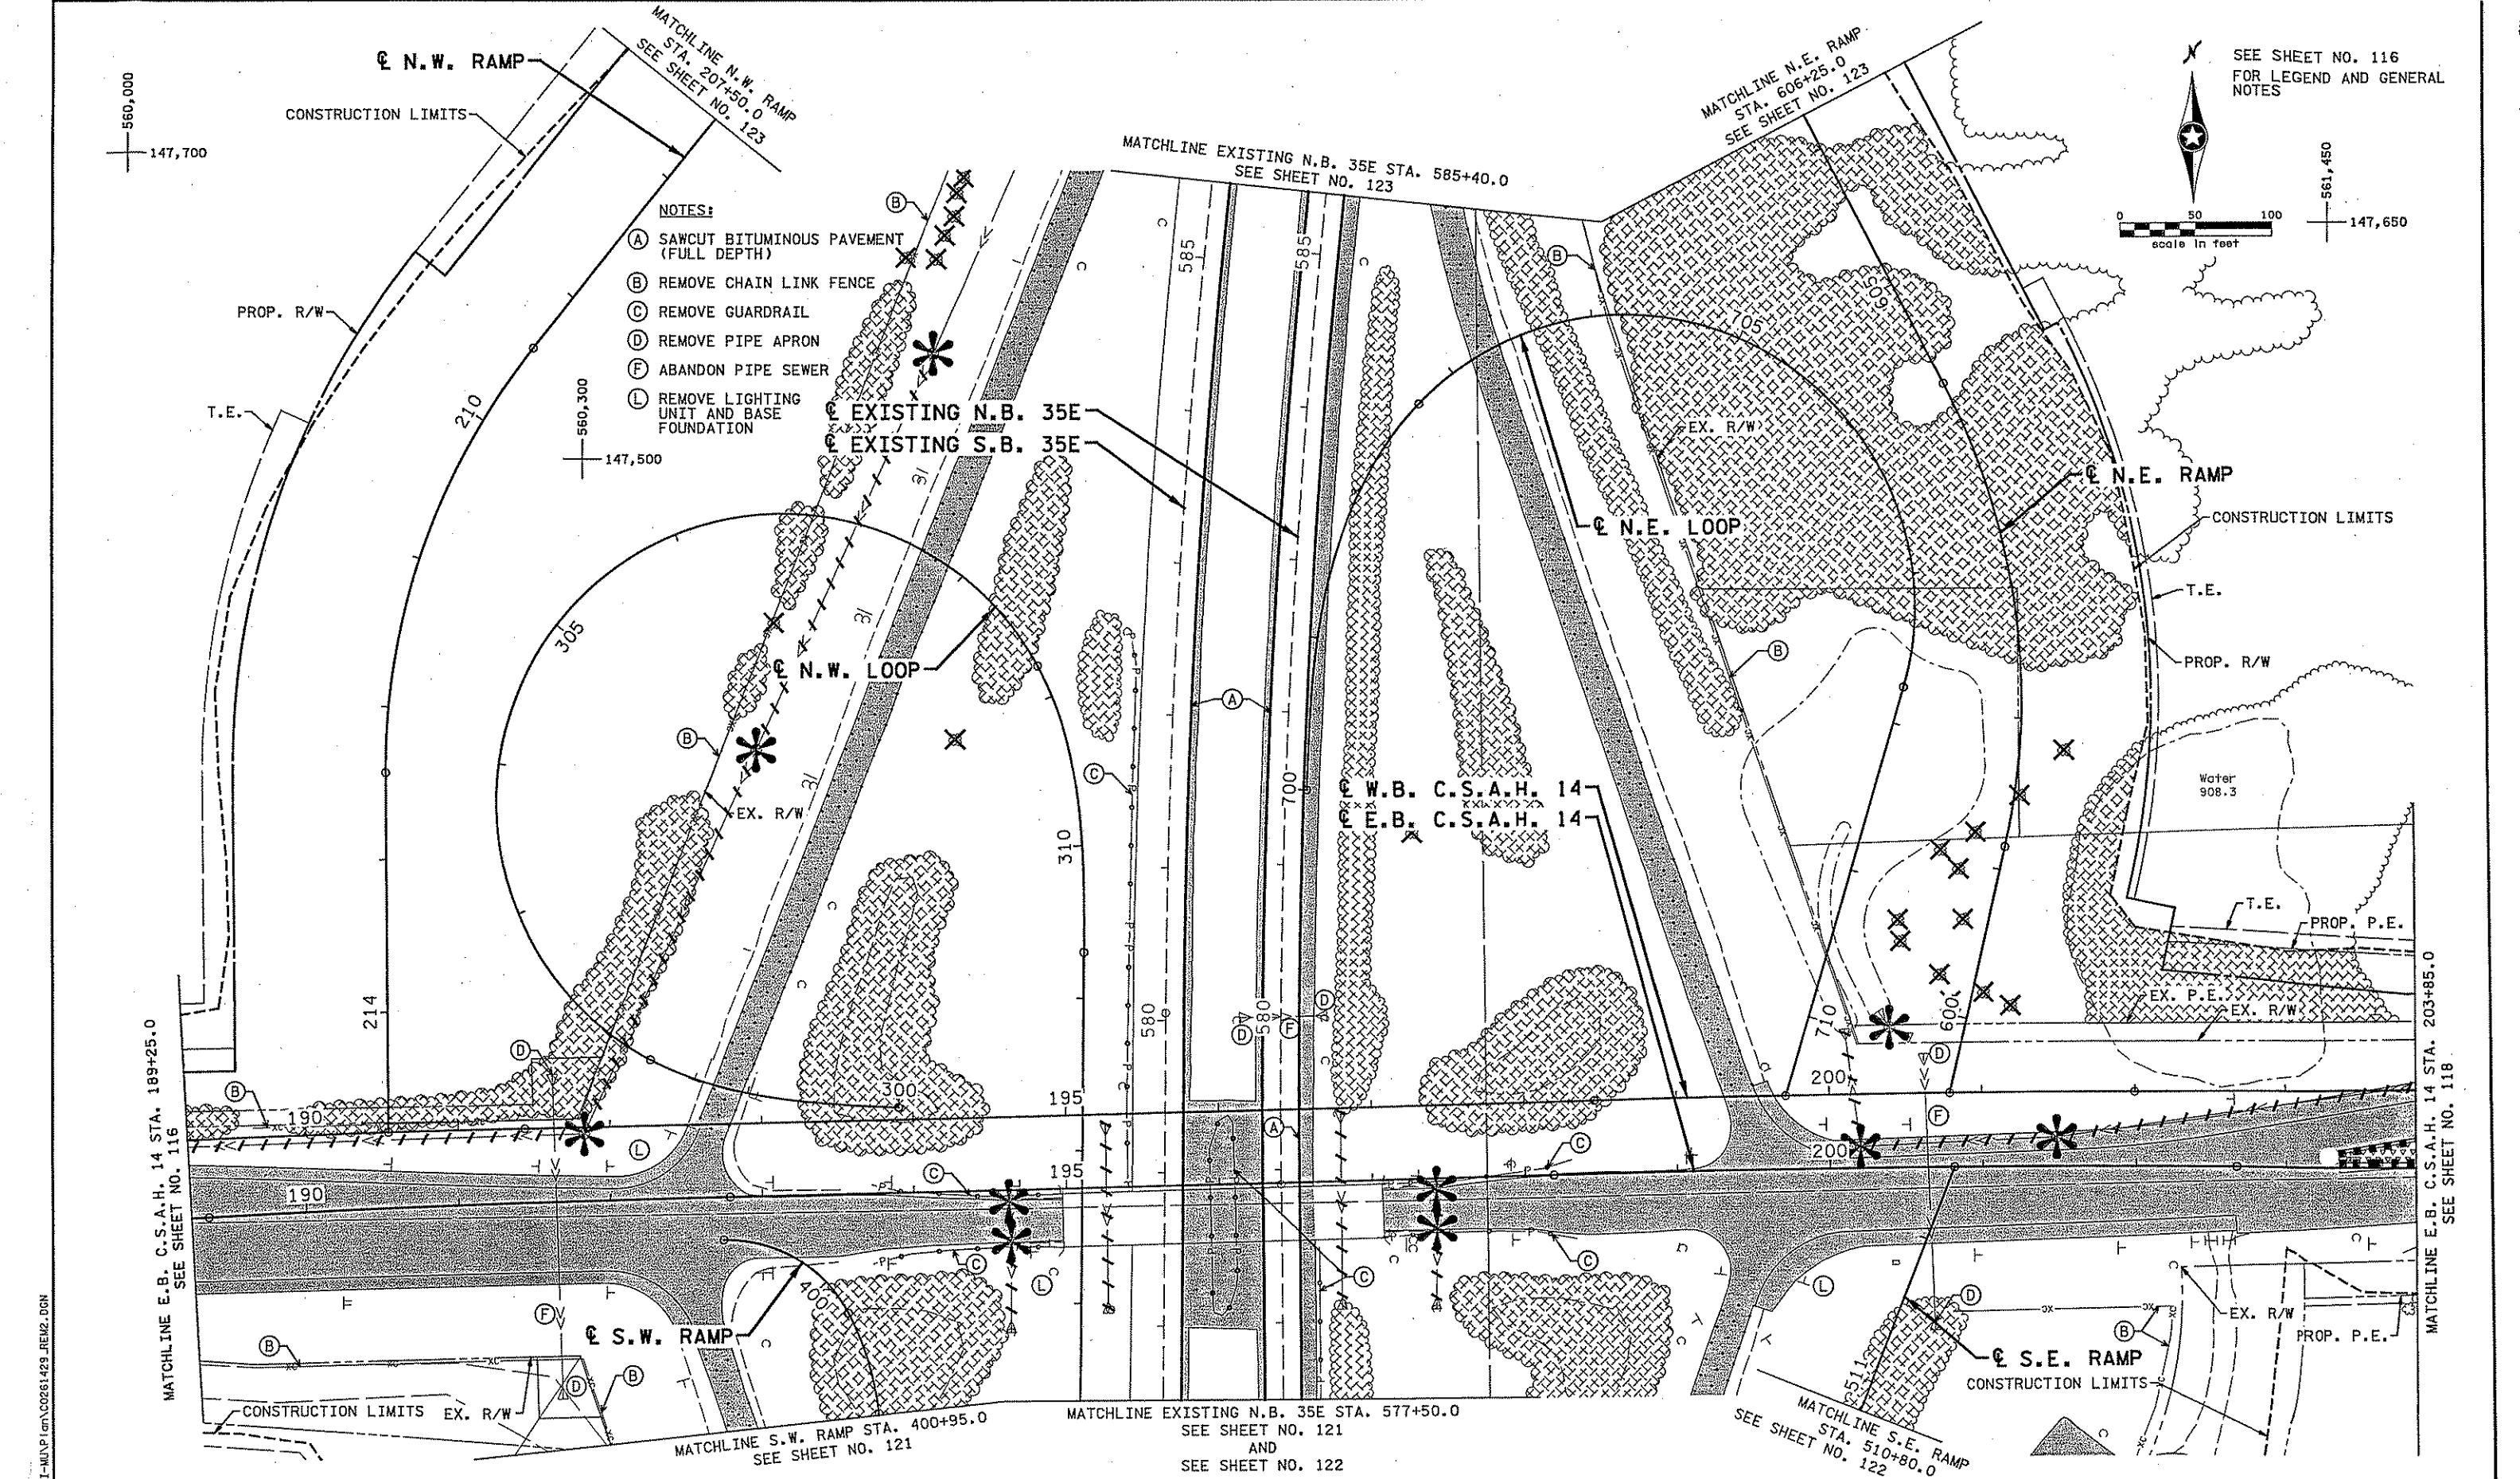 MATCHLINE N.W. RAMP
STA. 207+50.0
SEE SHEET NO. 123
℄ N.W. RAMP
CONSTRUCTION LIMITS
560,000
147,700
MATCHLINE EXISTING N.B. 35E STA. 585+40.0
SEE SHEET NO. 123
MATCHLINE N.E. RAMP
STA. 606+25.0
SEE SHEET NO. 123
N
SEE SHEET NO. 116
FOR LEGEND AND GENERAL
NOTES
0 50 100
scale in feet
561,450
147,650
NOTES:
A SAWCUT BITUMINOUS PAVEMENT
(FULL DEPTH)
B REMOVE CHAIN LINK FENCE
C REMOVE GUARDRAIL
D REMOVE PIPE APRON
F ABANDON PIPE SEWER
L REMOVE LIGHTING
UNIT AND BASE
FOUNDATION
B
B
585
585
605
705
PROP. R/W
T.E.
210
560,300
147,500
℄ EXISTING N.B. 35E
℄ EXISTING S.B. 35E
EX. R/W
℄ N.E. RAMP
℄ N.E. LOOP
CONSTRUCTION LIMITS
T.E.
PROP. R/W
305
℄ N.W. LOOP
B
A
B
C
700
℄ W.B. C.S.A.H. 14
℄ E.B. C.S.A.H. 14
EX. R/W
310
Water
908.3
T.E.
PROP. P.E.
EX. P.E.
EX. R/W
214
580
580
D
D
F
710
600
D
D
B
190
300
195
200
F
L
A
C
C
195
200
190
C
C
L
C
L
400
℄ S.W. RAMP
F
B
D
B
CONSTRUCTION LIMITS
EX. R/W
D
B
EX. R/W
PROP. P.E.
℄ S.E. RAMP
CONSTRUCTION LIMITS
511
MATCHLINE E.B. C.S.A.H. 14 STA. 189+25.0
SEE SHEET NO. 116
MATCHLINE E.B. C.S.A.H. 14 STA. 203+85.0
SEE SHEET NO. 118
MATCHLINE S.W. RAMP STA. 400+95.0
SEE SHEET NO. 121
MATCHLINE EXISTING N.B. 35E STA. 577+50.0
SEE SHEET NO. 121
AND
SEE SHEET NO. 122
MATCHLINE S.E. RAMP
STA. 510+80.0
SEE SHEET NO. 122